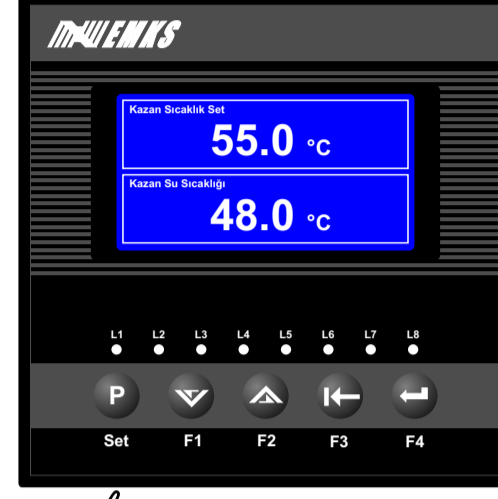 EMKS
Kazan Sıcaklık Set
55.0 °C
Kazan Su Sıcaklığı
48.0 °C
L1 L2 L3 L4 L5 L6 L7 L8
P
Set F1 F2 F3 F4